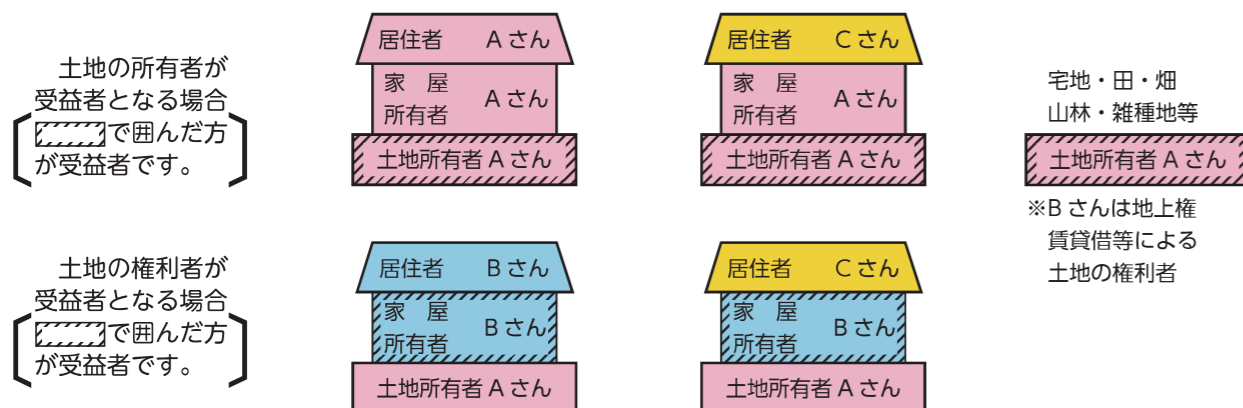 土地の所有者が
受益者となる場合
で囲んだ方
が受益者です。
居住者 Aさん
家 屋
所有者
Aさん
土地所有者Aさん
居住者 Cさん
家 屋
所有者
Aさん
土地所有者Aさん
宅地・田・畑
山林・雑種地等
土地所有者Aさん
※Bさんは地上権
賃貸借等による
土地の権利者
土地の権利者が
受益者となる場合
で囲んだ方
が受益者です。
居住者 Bさん
家 屋
所有者
Bさん
土地所有者Aさん
居住者 Cさん
家 屋
所有者
Bさん
土地所有者Aさん